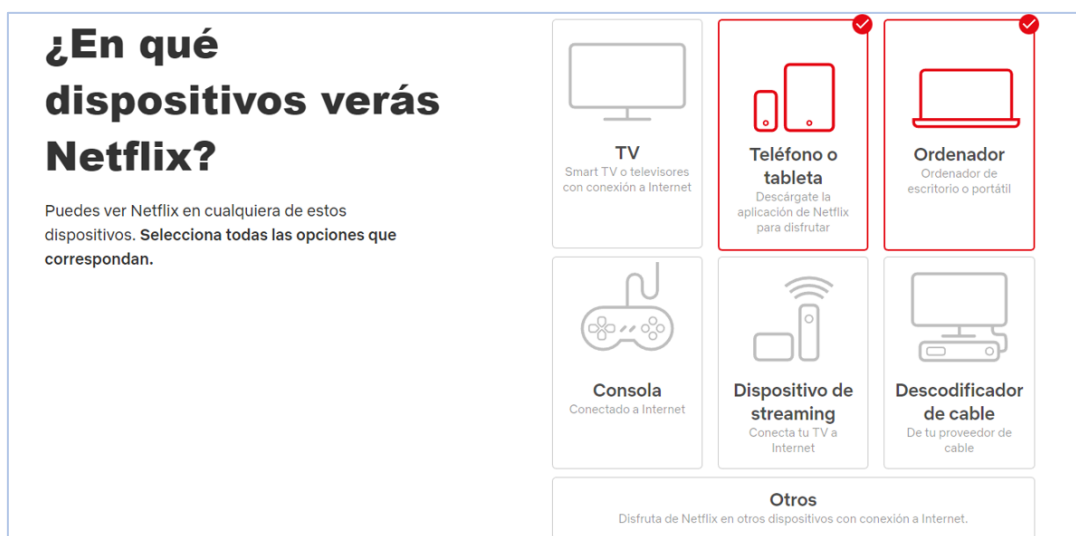 ¿En qué
dispositivos verás
Netflix?
Puedes ver Netflix en cualquiera de estos
dispositivos. Selecciona todas las opciones que
correspondan.
TV
Smart TV o televisores
con conexión a Internet
Teléfono o
tableta
Descárgate la
aplicación de Netflix
para disfrutar
Ordenador
Ordenador de
escritorio o portátil
Consola
Conectado a Internet
Dispositivo de
streaming
Conecta tu TV a
Internet
Descodificador
de cable
De tu proveedor de
cable
Otros
Disfruta de Netflix en otros dispositivos con conexión a Internet.